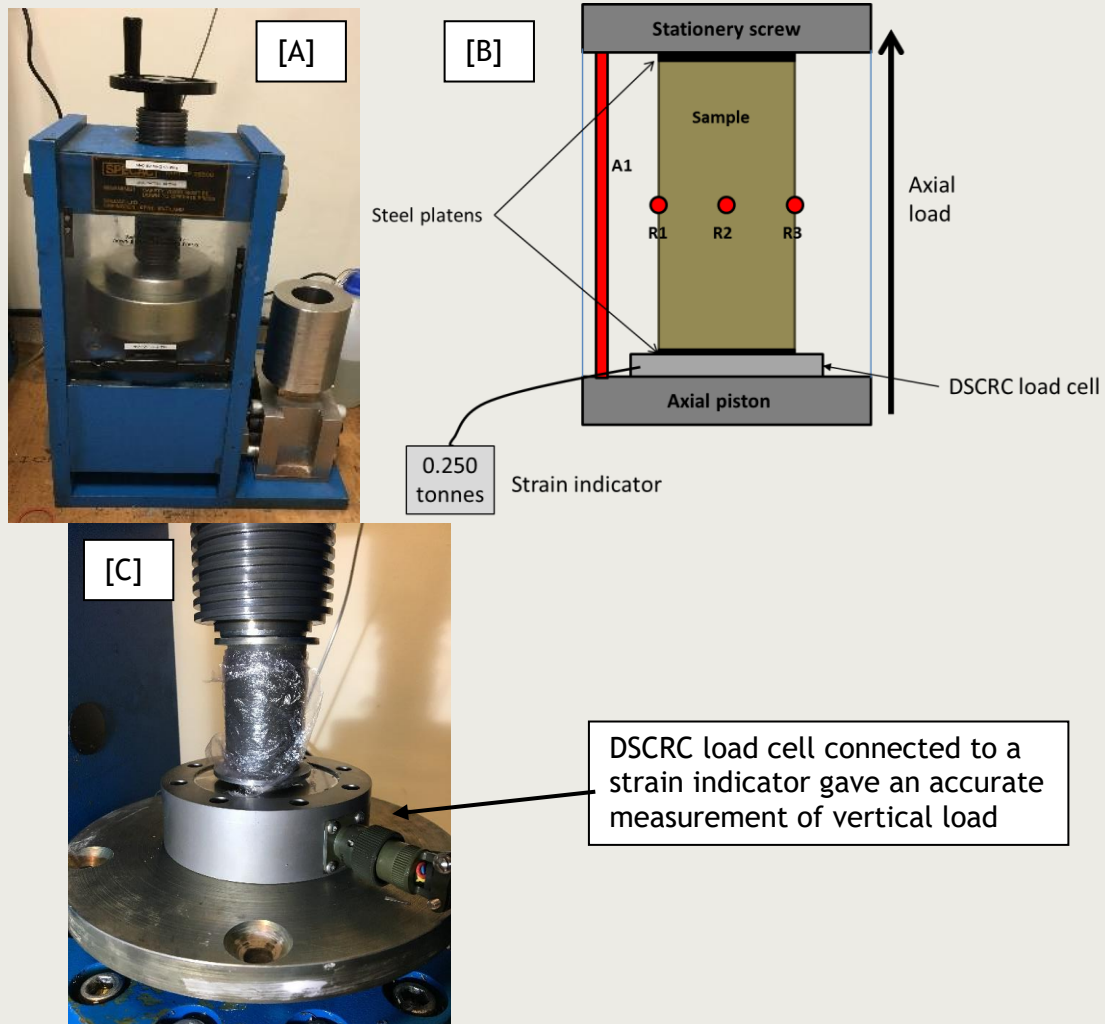 [A]
SPECAC
[B]
Stationery screw
Sample
A1
Steel platens
R1
R2
R3
Axial
load
DSCRC load cell
Axial piston
0.250
tonnes
Strain indicator
[C]
DSCRC load cell connected to a
strain indicator gave an accurate
measurement of vertical load